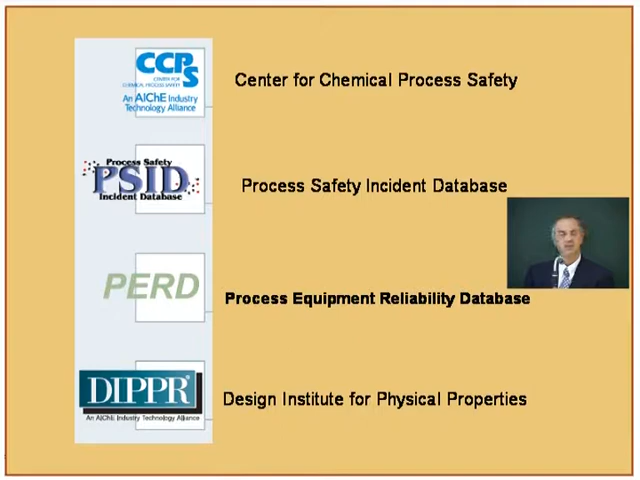 CCPS
CENTER FOR
CHEMICAL PROCESS SAFETY
An AIChE Industry
Technology Alliance
Center for Chemical Process Safety
Process Safety
PSID
Incident Database
Process Safety Incident Database
PERD
Process Equipment Reliability Database
DIPPR®
An AIChE Industry Technology Alliance
Design Institute for Physical Properties